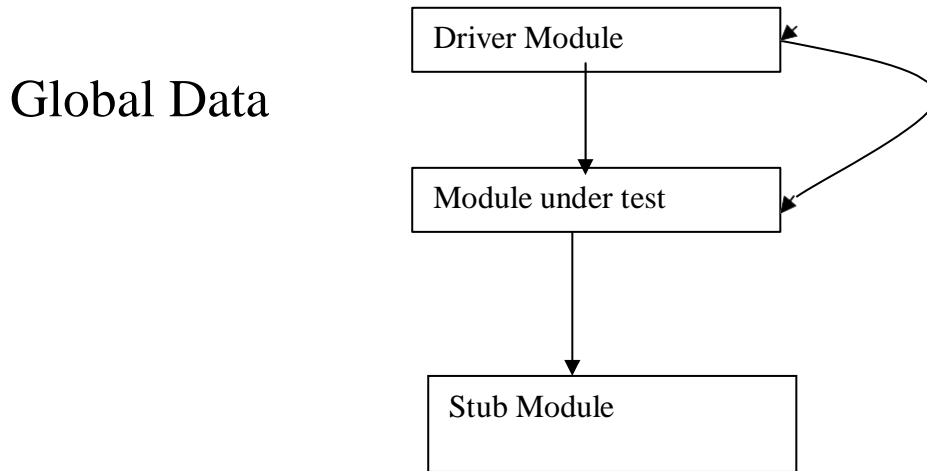 Driver Module
Global Data
Module under test
Stub Module